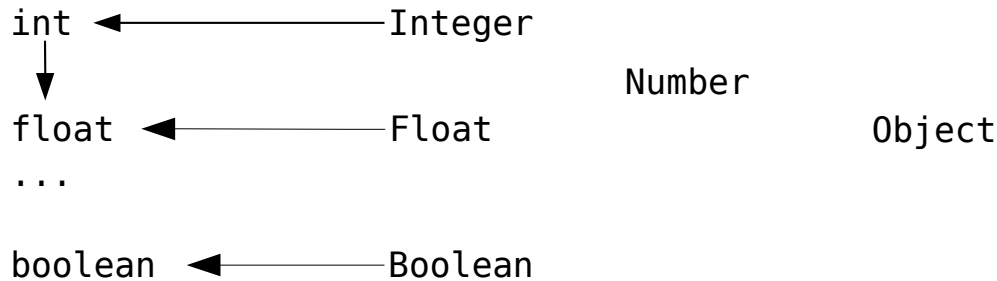 int Integer
Number
float Float Object
...
boolean Boolean